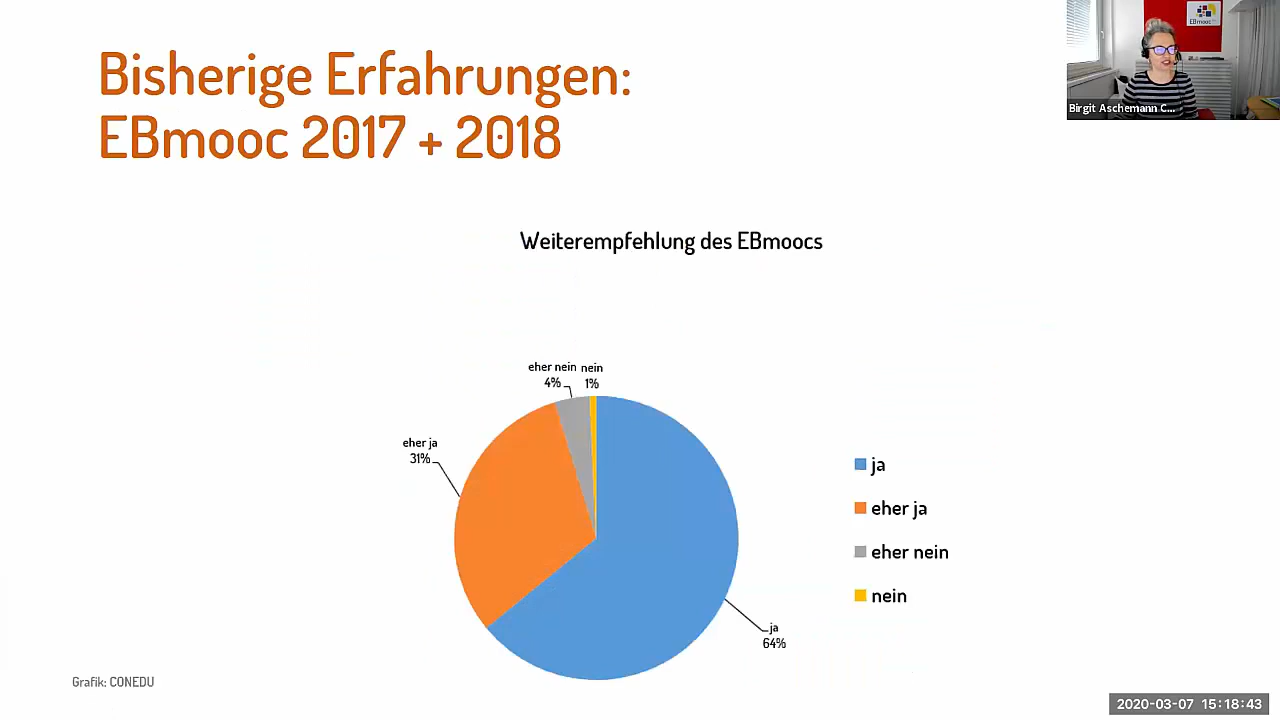 Bisherige Erfahrungen:
EBmooc 2017 + 2018
EBmooc
Birgit Aschemann C...
Weiterempfehlung des EBmoocs
eher nein
4%
nein
1%
eher ja
31%
ja
64%
ja
eher ja
eher nein
nein
Grafik: CONEDU
2020-03-07 15:18:43